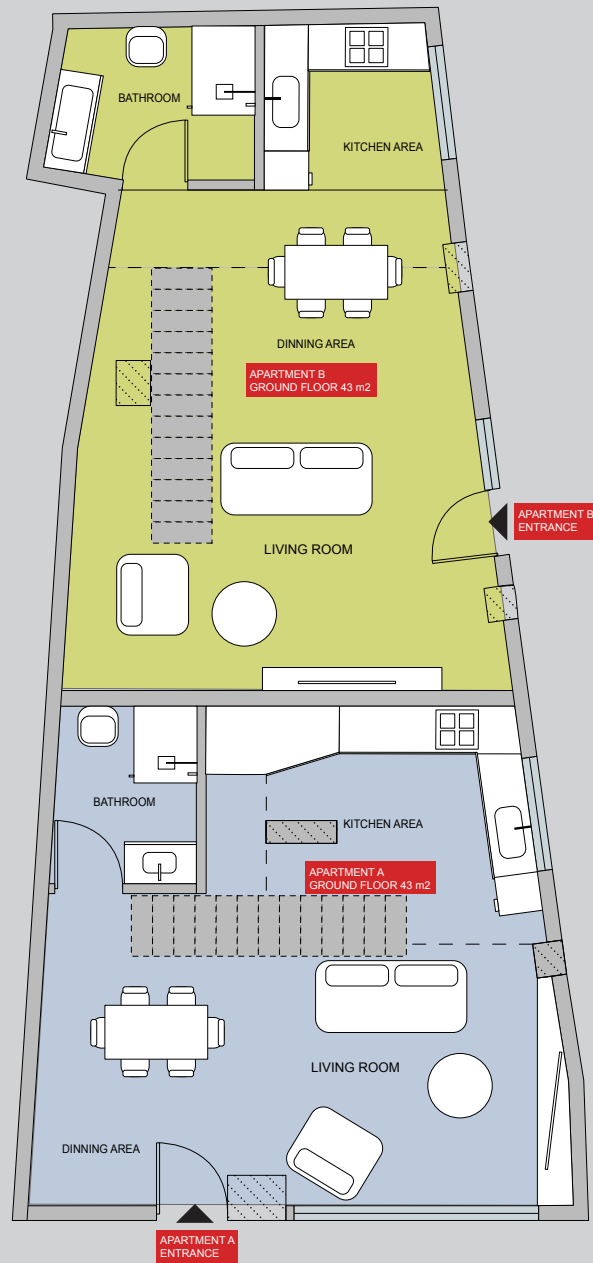 BATHROOM
KITCHEN AREA
DINNING AREA
APARTMENT B
GROUND FLOOR 43 m2
APARTMENT B
ENTRANCE
LIVING ROOM
BATHROOM
KITCHEN AREA
APARTMENT A
GROUND FLOOR 43 m2
LIVING ROOM
DINNING AREA
APARTMENT A
ENTRANCE